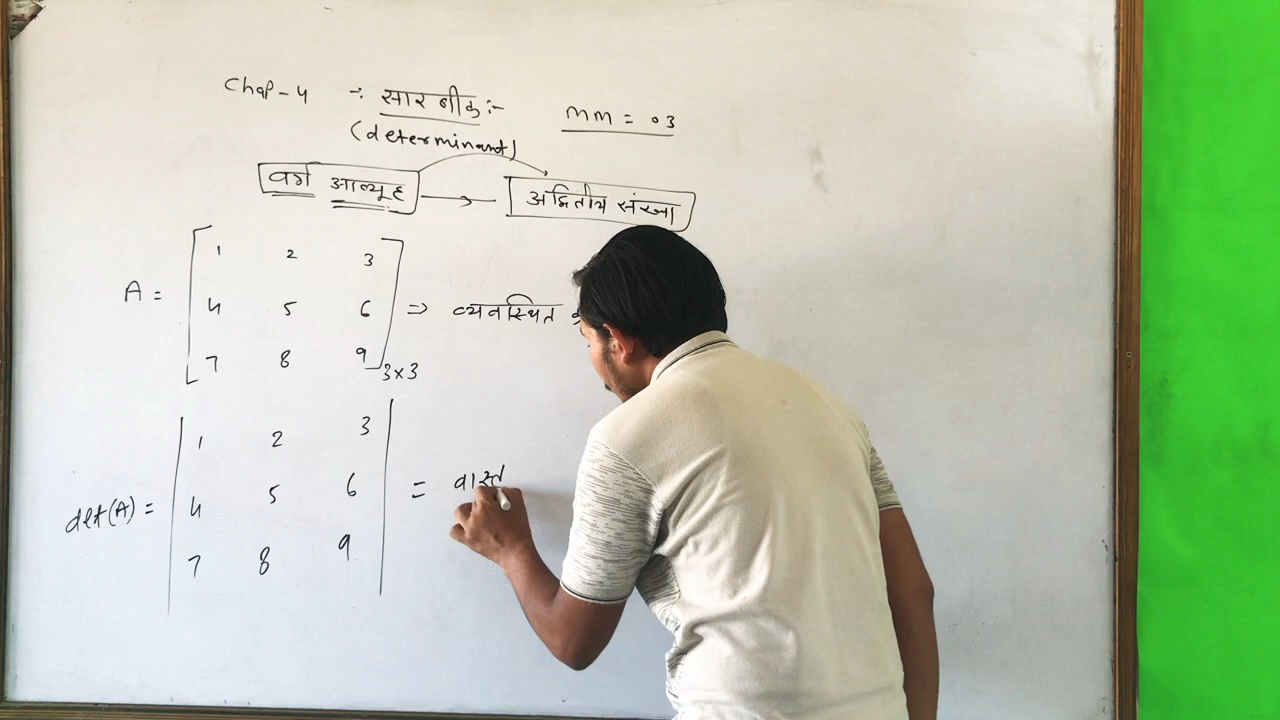 Chap-4 -: सारणीक :- MM = 03
(determinant)
वर्ग आव्यूह → अद्वितीय संख्या
A = [ 1 2 3
4 5 6 ⇒ व्यवस्थित
7 8 9 ] 3×3
det(A) = | 1 2 3
4 5 6 | = वास्त
7 8 9